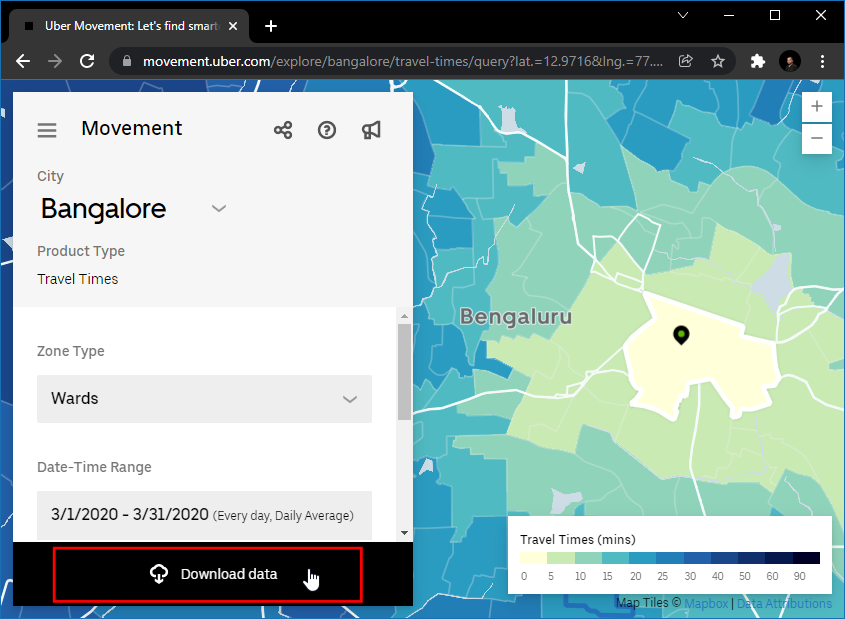 Uber Movement: Let's find smarte
movement.uber.com/explore/bangalore/travel-times/query?lat.=12.9716&lng.=77....
Movement
City
Bangalore
Product Type
Travel Times
Zone Type
Wards
Date-Time Range
3/1/2020 - 3/31/2020 (Every day, Daily Average)
Download data
+
−
Bengaluru
Travel Times (mins)
0 5 10 15 20 25 30 40 50 60 90
Map Tiles © Mapbox | Data Attributions